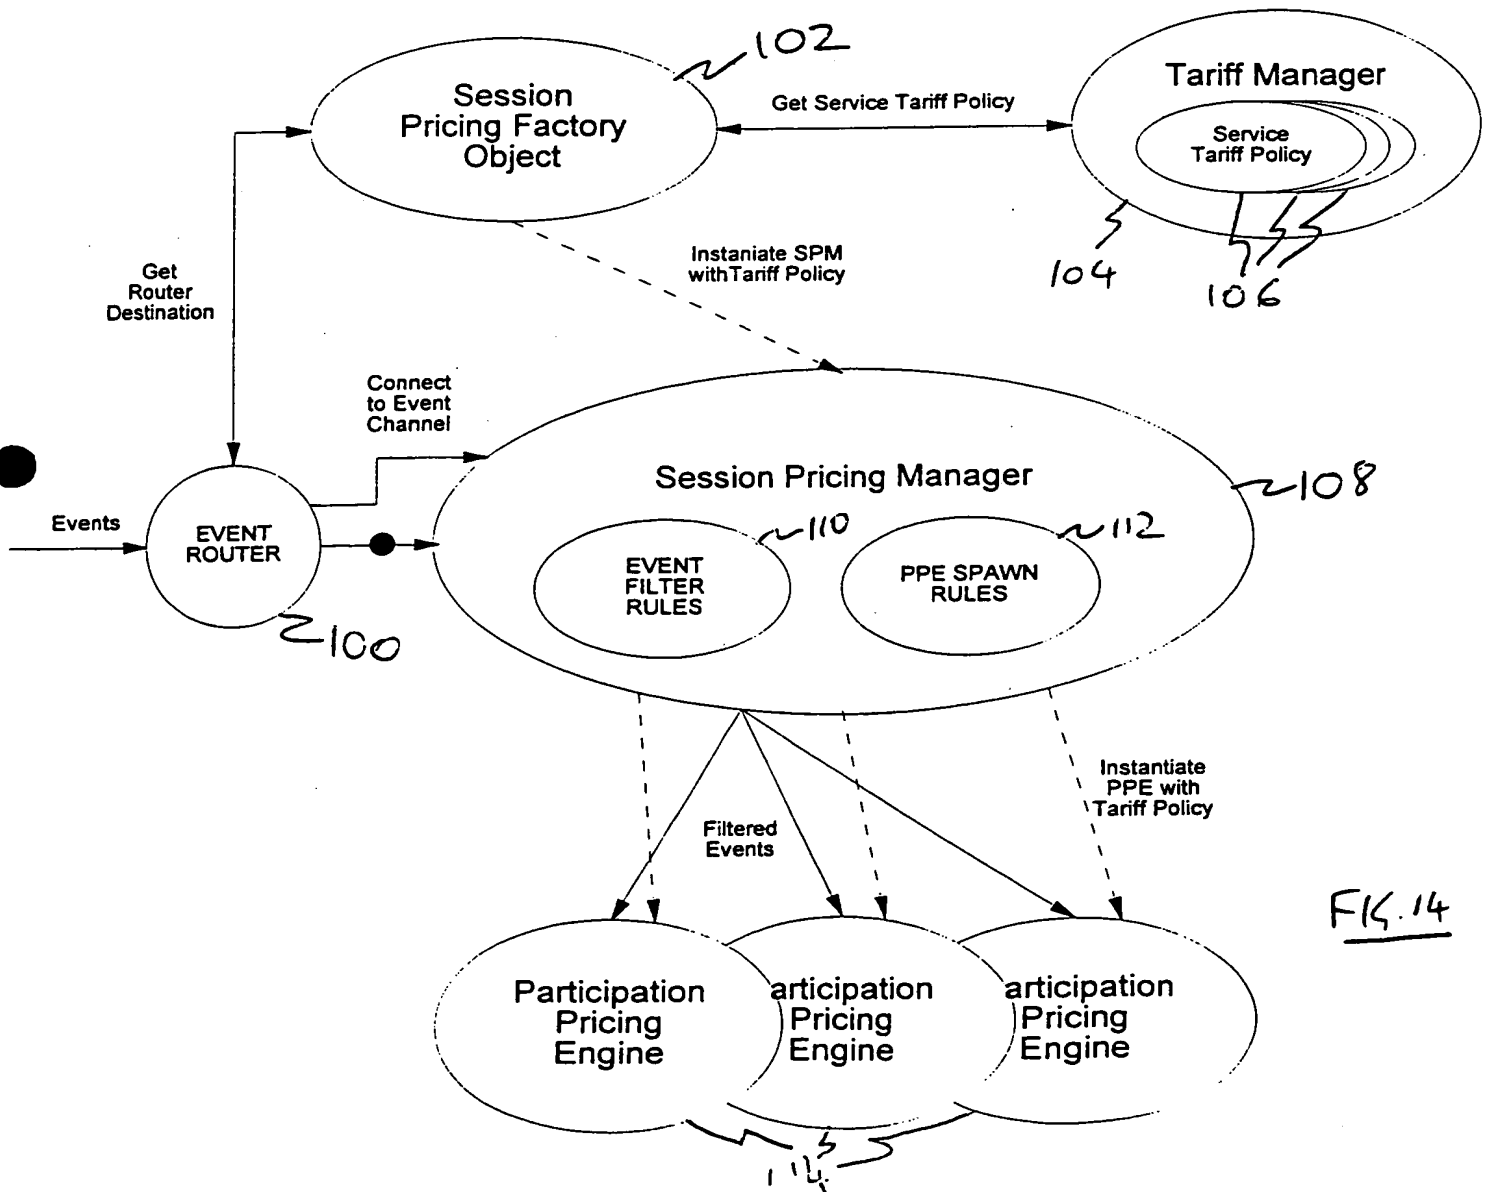 102
Session
Pricing Factory
Object
Get Service Tariff Policy
Tariff Manager
Service
Tariff Policy
104
106
Get
Router
Destination
Instaniate SPM
withTariff Policy
Connect
to Event
Channel
Session Pricing Manager
108
Events
EVENT
ROUTER
100
110
EVENT
FILTER
RULES
112
PPE SPAWN
RULES
Instantiate
PPE with
Tariff Policy
Filtered
Events
FIG.14
Participation
Pricing
Engine
articipation
Pricing
Engine
articipation
Pricing
Engine
114